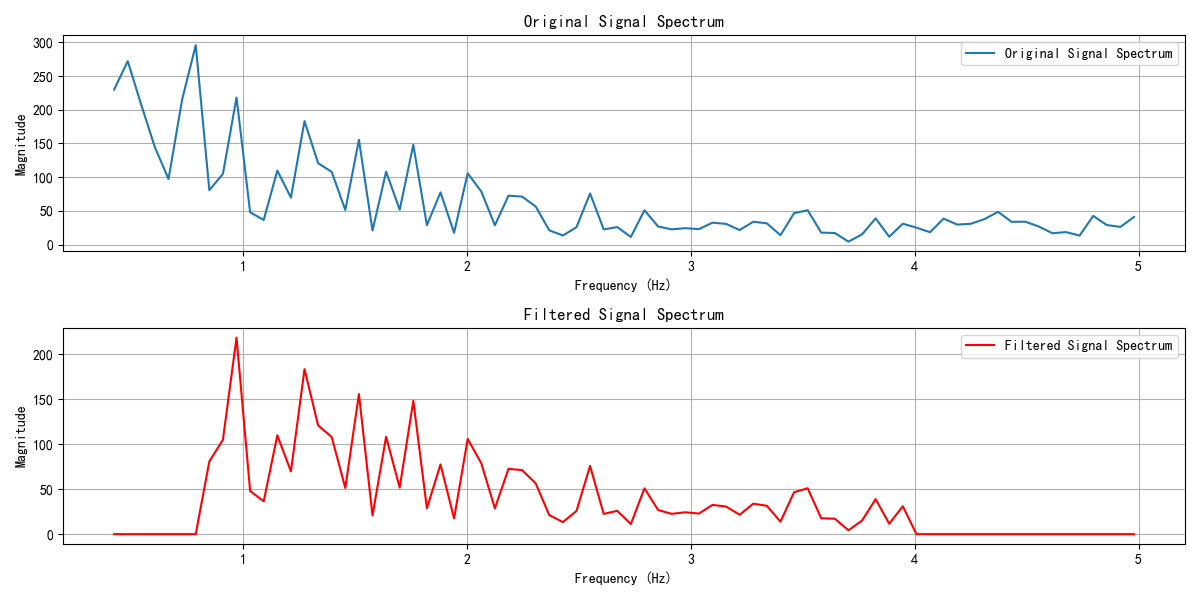 Original Signal Spectrum
300
250
200
150
100
50
0
Magnitude
Original Signal Spectrum
1
2
3
4
5
Frequency (Hz)
Filtered Signal Spectrum
200
150
100
50
0
Magnitude
Filtered Signal Spectrum
1
2
3
4
5
Frequency (Hz)